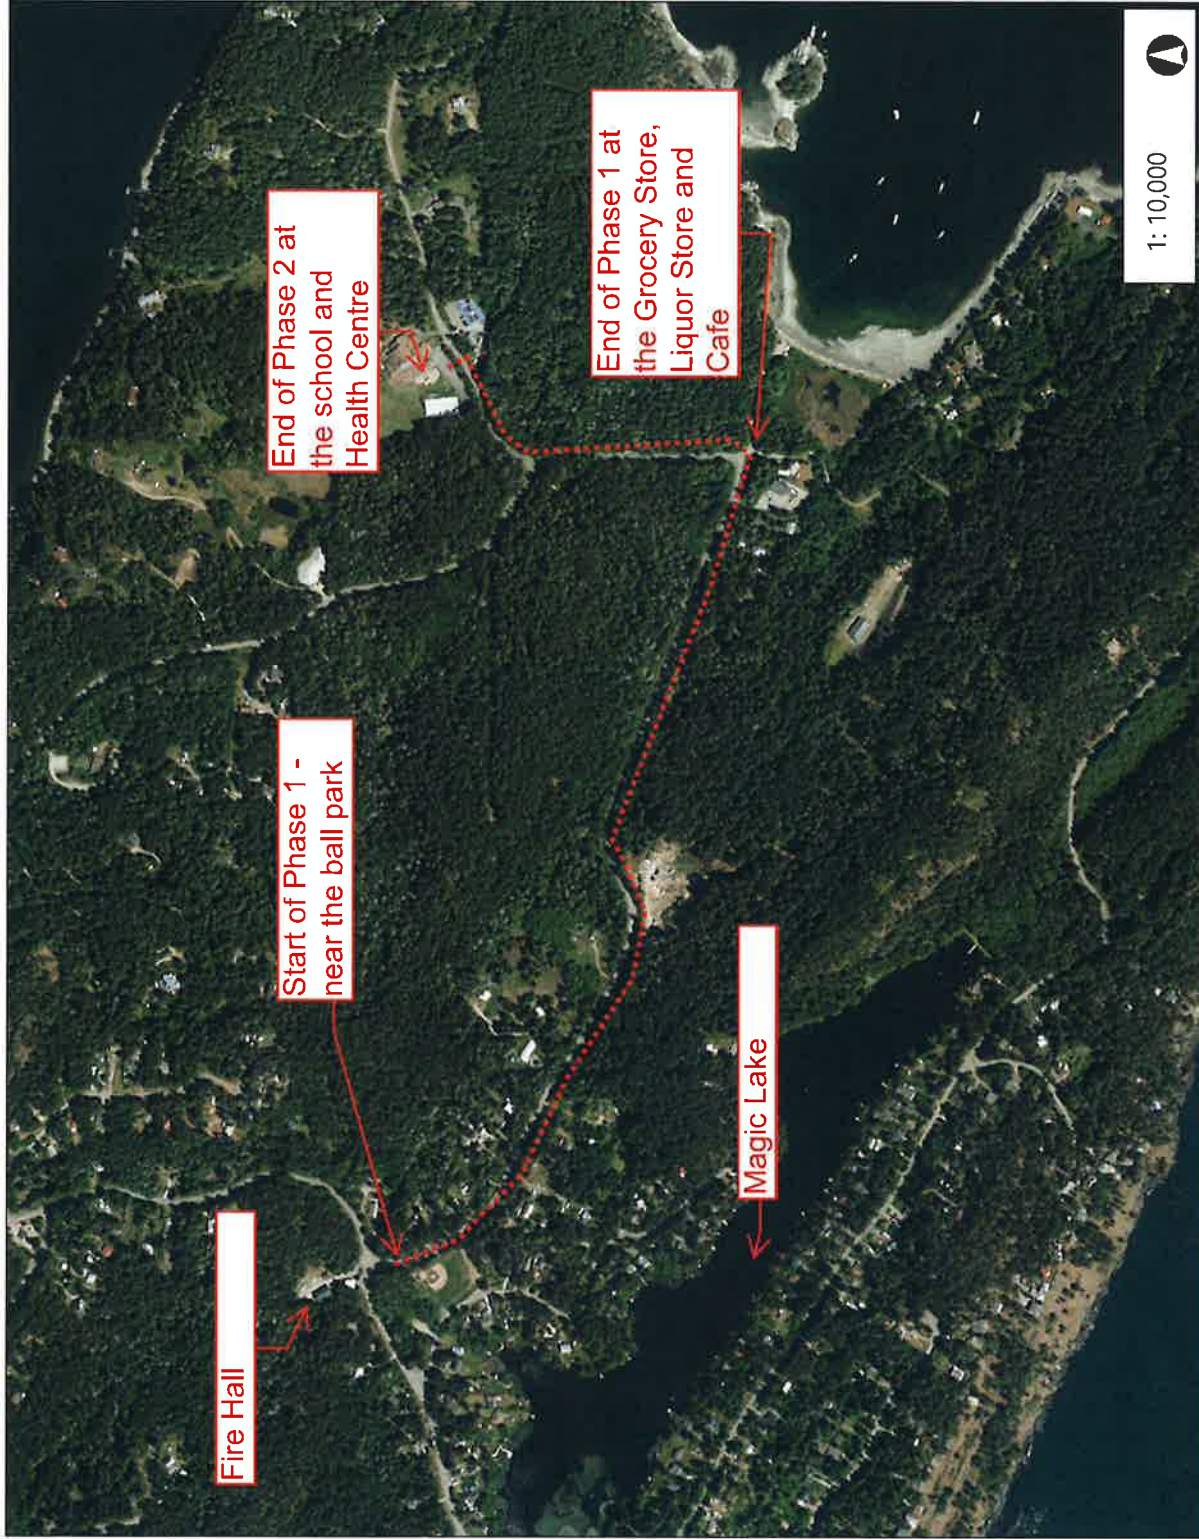 Fire Hall
Start of Phase 1 -
near the ball park
End of Phase 2 at
the school and
Health Centre
Magic Lake
End of Phase 1 at
the Grocery Store,
Liquor Store and
Cafe
1: 10,000